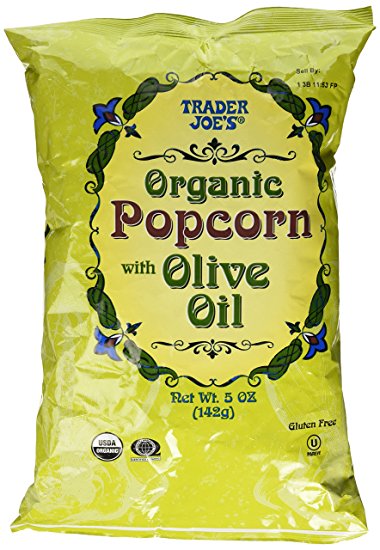 Sell By:
TRADER
JOE'S®
Organic
Popcorn
with Olive
Oil
Net Wt. 5 OZ
(142g)
Gluten Free
USDA
ORGANIC
U